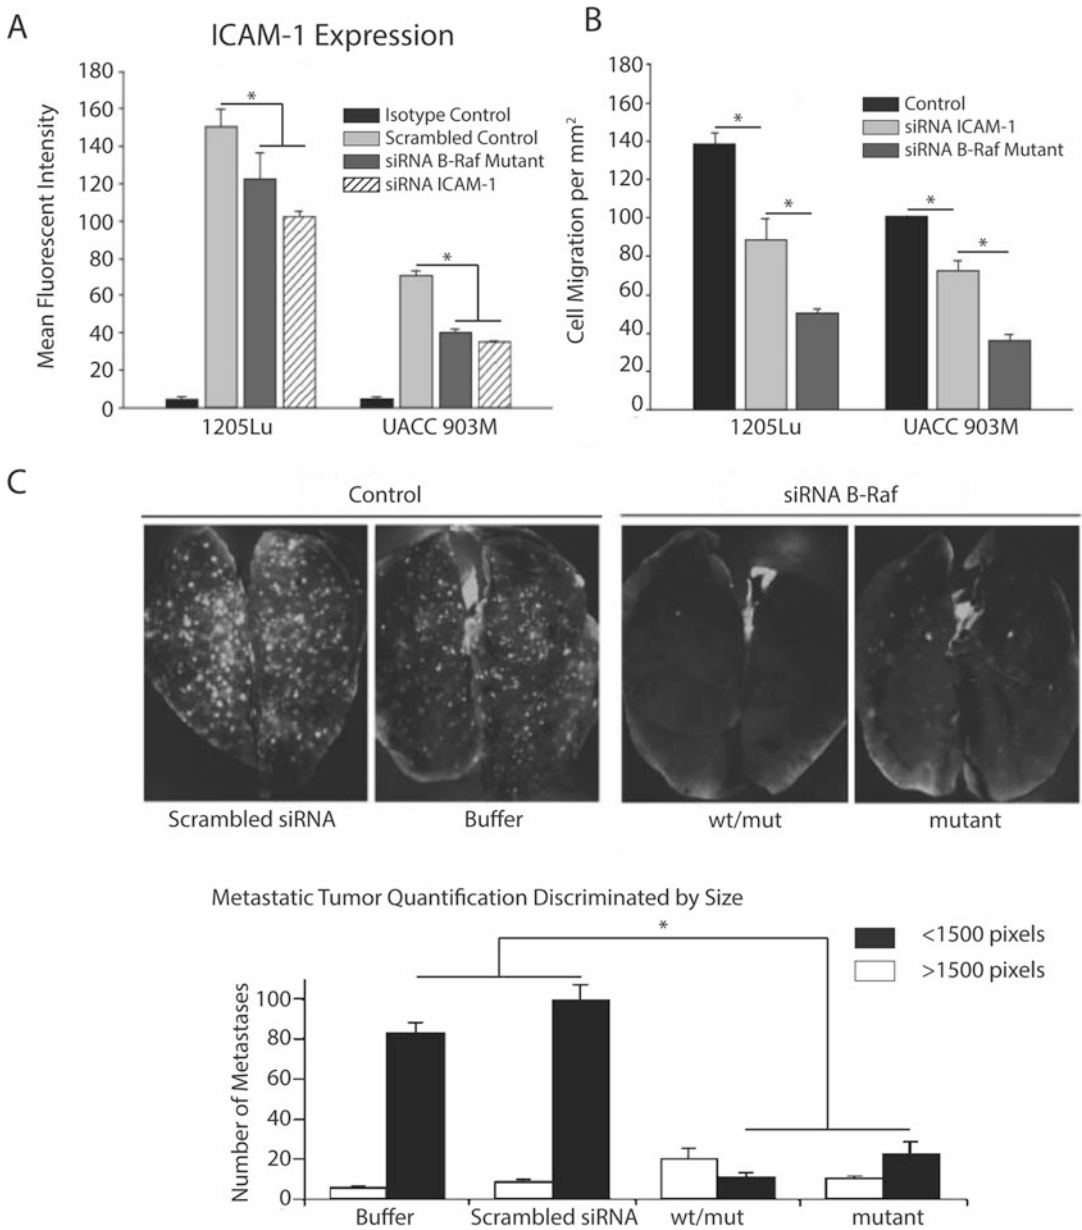 A
ICAM-1 Expression
Mean Fluorescent Intensity
180
160
140
120
100
80
60
40
20
0
*
*
Isotype Control
Scrambled Control
siRNA B-Raf Mutant
siRNA ICAM-1
1205Lu
UACC 903M
B
Cell Migration per mm²
180
160
140
120
100
80
60
40
20
0
*
*
*
*
Control
siRNA ICAM-1
siRNA B-Raf Mutant
1205Lu
UACC 903M
C
Control
siRNA B-Raf
Scrambled siRNA
Buffer
wt/mut
mutant
Metastatic Tumor Quantification Discriminated by Size
*
<1500 pixels
>1500 pixels
Number of Metastases
100
80
60
40
20
0
Buffer
Scrambled siRNA
wt/mut
mutant